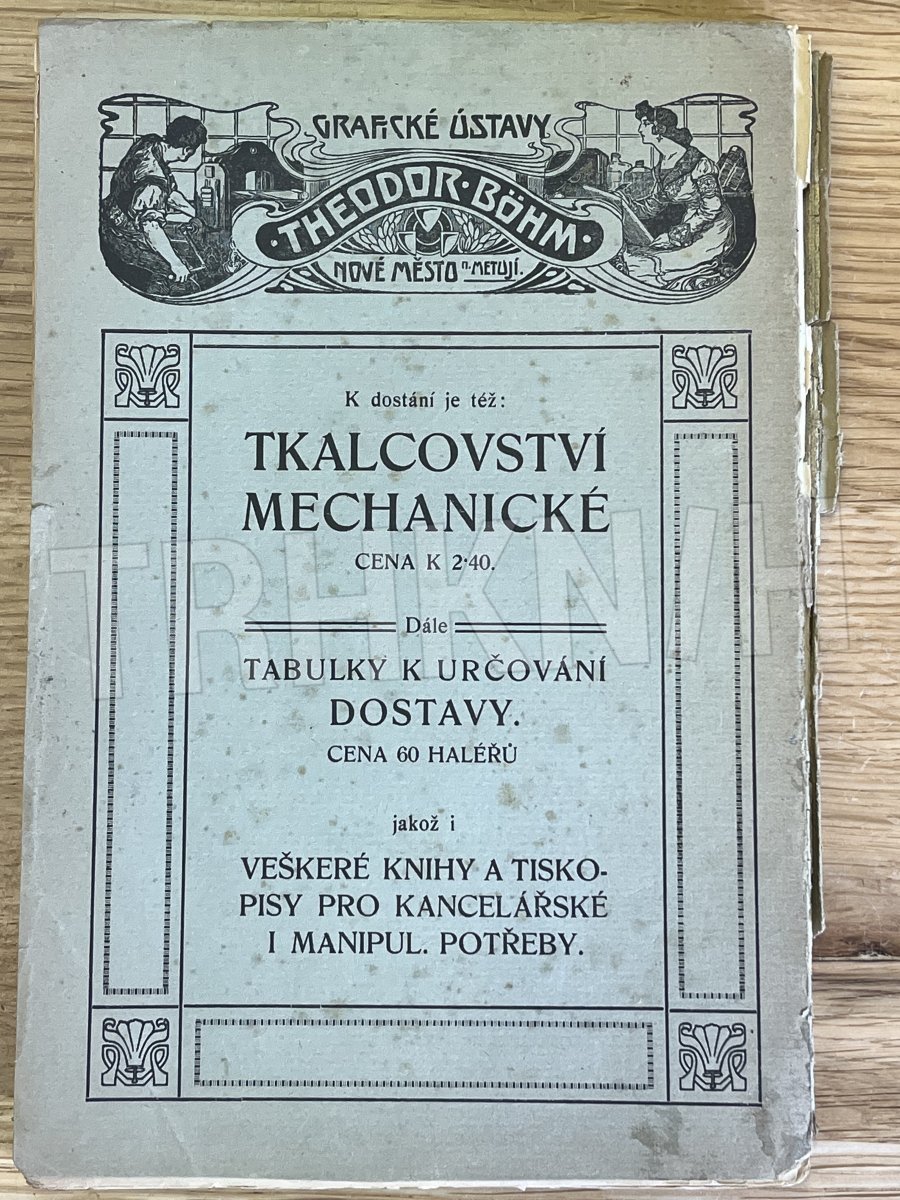 GRAFICKÉ ÚSTAVY
THEODOR·BÖHM·
NOVÉ MĚSTO n. METUJÍ.
K dostání je též:
TKALCOVSTVÍ
MECHANICKÉ
CENA K 2·40.
Dále
TABULKY K URČOVÁNÍ
DOSTAVY.
CENA 60 HALÉŘŮ
jakož i
VEŠKERÉ KNIHY A TISKO-
PISY PRO KANCELÁŘSKÉ
I MANIPUL. POTŘEBY.
TRHKNIH